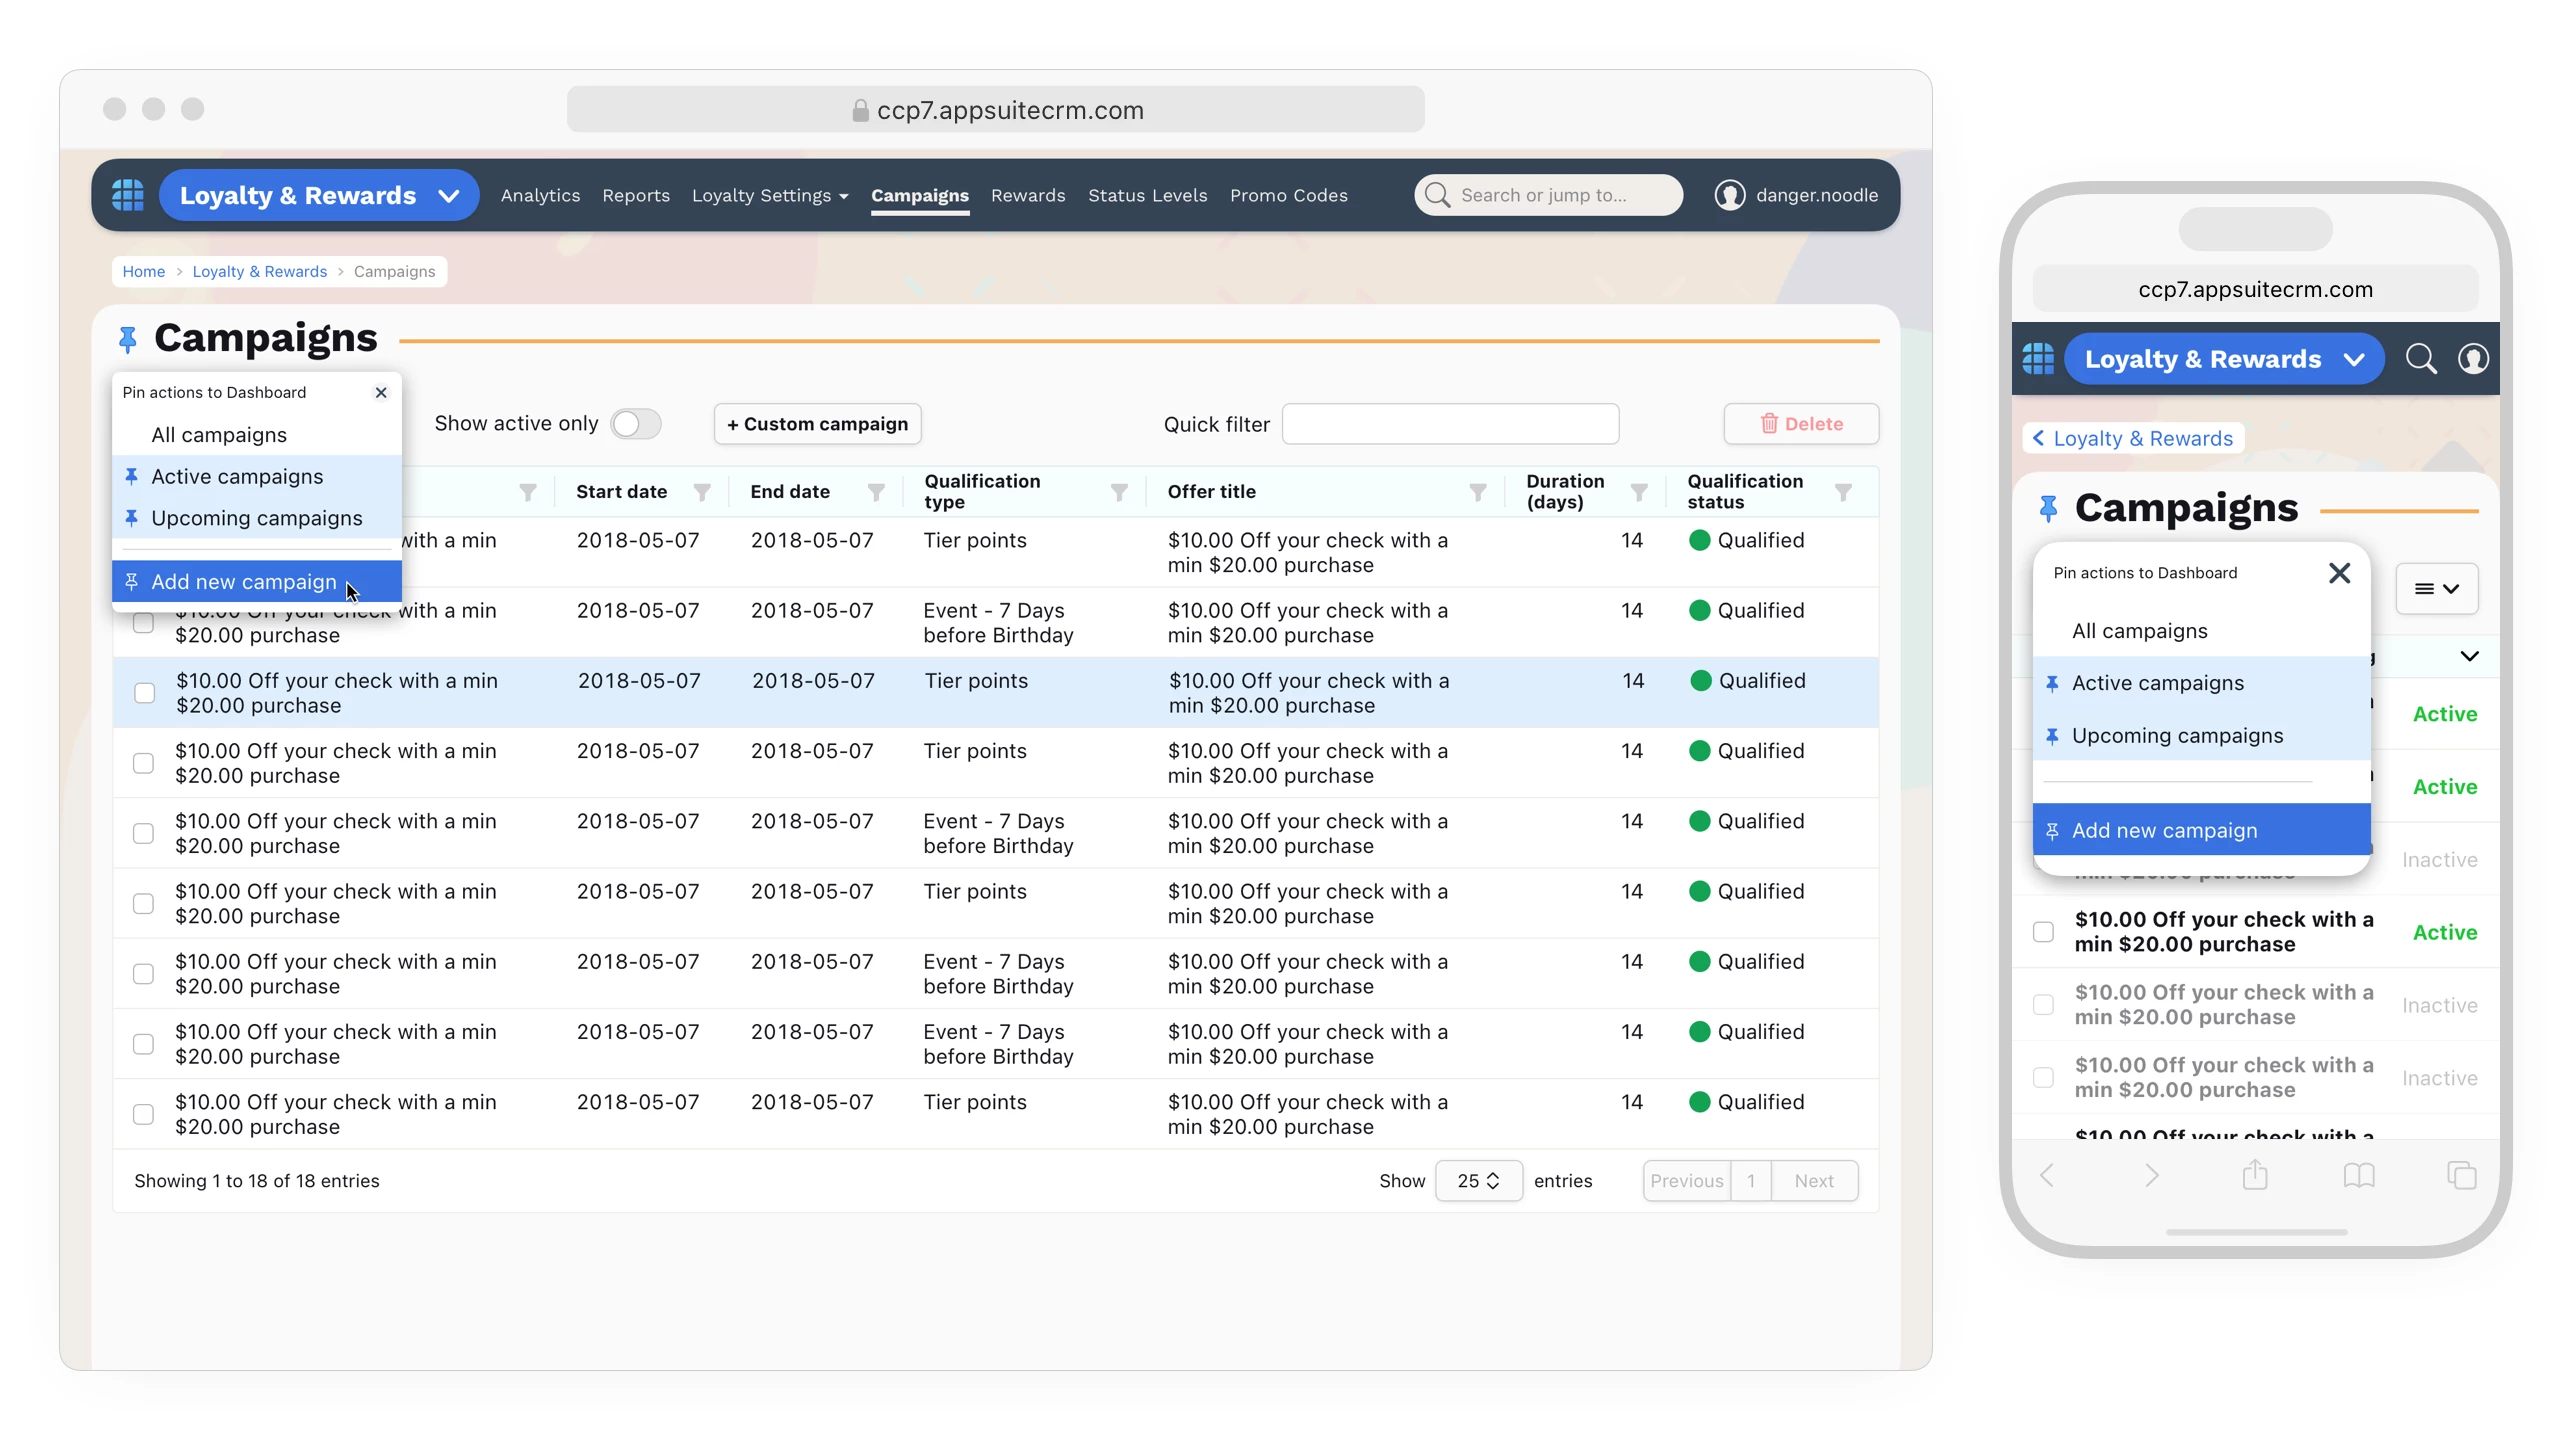 ccp7.appsuitecrm.com
Loyalty & Rewards
Analytics
Reports
Loyalty Settings
Campaigns
Rewards
Status Levels
Promo Codes
Search or jump to...
danger.noodle
Home > Loyalty & Rewards > Campaigns
Campaigns
Pin actions to Dashboard
All campaigns
Active campaigns
Upcoming campaigns
Add new campaign
Show active only
+ Custom campaign
Quick filter
Delete
Start date
End date
Qualification
type
Offer title
Duration
(days)
Qualification
status
with a min
2018-05-07
2018-05-07
Tier points
$10.00 Off your check with a
min $20.00 purchase
14
Qualified
$10.00 Off your check with a min
$20.00 purchase
2018-05-07
2018-05-07
Event - 7 Days
before Birthday
$10.00 Off your check with a
min $20.00 purchase
14
Qualified
$10.00 Off your check with a min
$20.00 purchase
2018-05-07
2018-05-07
Tier points
$10.00 Off your check with a
min $20.00 purchase
14
Qualified
$10.00 Off your check with a min
$20.00 purchase
2018-05-07
2018-05-07
Tier points
$10.00 Off your check with a
min $20.00 purchase
14
Qualified
$10.00 Off your check with a min
$20.00 purchase
2018-05-07
2018-05-07
Event - 7 Days
before Birthday
$10.00 Off your check with a
min $20.00 purchase
14
Qualified
$10.00 Off your check with a min
$20.00 purchase
2018-05-07
2018-05-07
Tier points
$10.00 Off your check with a
min $20.00 purchase
14
Qualified
$10.00 Off your check with a min
$20.00 purchase
2018-05-07
2018-05-07
Event - 7 Days
before Birthday
$10.00 Off your check with a
min $20.00 purchase
14
Qualified
$10.00 Off your check with a min
$20.00 purchase
2018-05-07
2018-05-07
Event - 7 Days
before Birthday
$10.00 Off your check with a
min $20.00 purchase
14
Qualified
$10.00 Off your check with a min
$20.00 purchase
2018-05-07
2018-05-07
Tier points
$10.00 Off your check with a
min $20.00 purchase
14
Qualified
Showing 1 to 18 of 18 entries
Show
25
entries
Previous
1
Next
ccp7.appsuitecrm.com
Loyalty & Rewards
Loyalty & Rewards
Campaigns
Pin actions to Dashboard
All campaigns
Active campaigns
Upcoming campaigns
Add new campaign
Active
Active
Inactive
min $20.00 purchase
$10.00 Off your check with a
min $20.00 purchase
Active
$10.00 Off your check with a
min $20.00 purchase
Inactive
$10.00 Off your check with a
min $20.00 purchase
Inactive
$10.00 Off your check with a